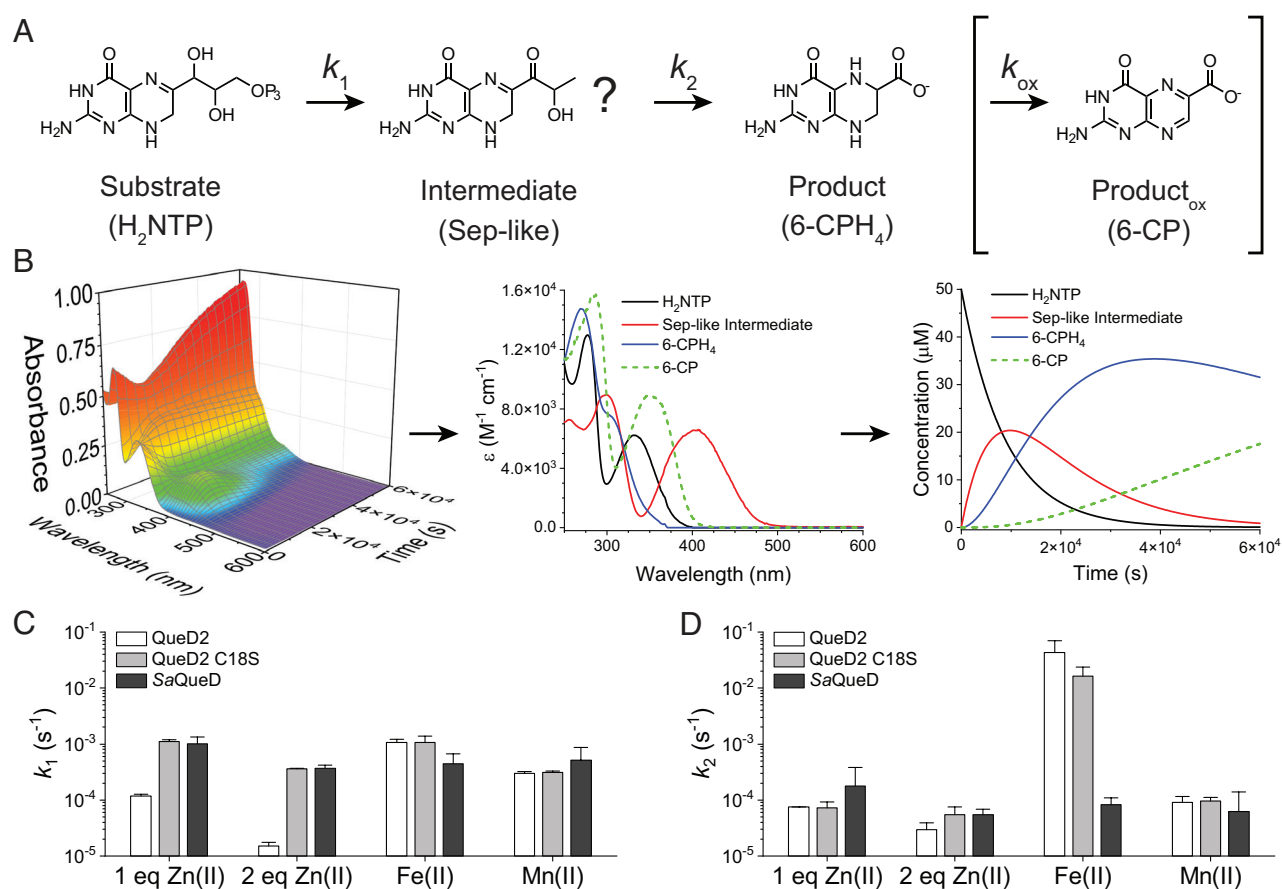 A
O
OH
N
HN
OP₃
H₂N
N
N
H
OH
k₁
O
O
N
HN
H₂N
N
N
H
OH
?
k₂
O
H
N
O
HN
O⁻
H₂N
N
N
H
kₒₓ
O
N
O
HN
O⁻
H₂N
N
N
Substrate
(H₂NTP)
Intermediate
(Sep-like)
Product
(6-CPH₄)
Productₒₓ
(6-CP)
B
1.00
0.75
0.50
0.25
0.00
Absorbance
300
400
500
600
Wavelength (nm)
0
2×10⁴
4×10⁴
6×10⁴
Time (s)
1.6×10⁴
1.2×10⁴
8.0×10³
4.0×10³
0.0
ε (M⁻¹ cm⁻¹)
H₂NTP
Sep-like Intermediate
6-CPH₄
6-CP
300
400
500
600
Wavelength (nm)
50
40
30
20
10
0
Concentration (μM)
H₂NTP
Sep-like Intermediate
6-CPH₄
6-CP
0
2×10⁴
4×10⁴
6×10⁴
Time (s)
C
10⁻¹
10⁻²
10⁻³
10⁻⁴
10⁻⁵
k₁ (s⁻¹)
QueD2
QueD2 C18S
SaQueD
1 eq Zn(II)
2 eq Zn(II)
Fe(II)
Mn(II)
D
10⁻¹
10⁻²
10⁻³
10⁻⁴
10⁻⁵
k₂ (s⁻¹)
QueD2
QueD2 C18S
SaQueD
1 eq Zn(II)
2 eq Zn(II)
Fe(II)
Mn(II)